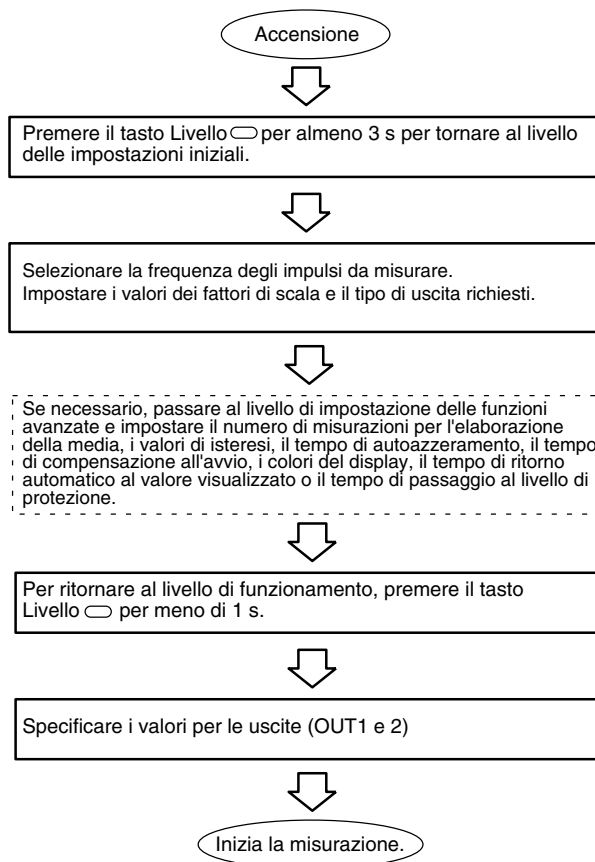 Accensione
Premere il tasto Livello per almeno 3 s per tornare al livello
delle impostazioni iniziali.
Selezionare la frequenza degli impulsi da misurare.
Impostare i valori dei fattori di scala e il tipo di uscita richiesti.
Se necessario, passare al livello di impostazione delle funzioni
avanzate e impostare il numero di misurazioni per l'elaborazione
della media, i valori di isteresi, il tempo di autoazzeramento, il tempo
di compensazione all'avvio, i colori del display, il tempo di ritorno
automatico al valore visualizzato o il tempo di passaggio al livello di
protezione.
Per ritornare al livello di funzionamento, premere il tasto
Livello per meno di 1 s.
Specificare i valori per le uscite (OUT1 e 2)
Inizia la misurazione.